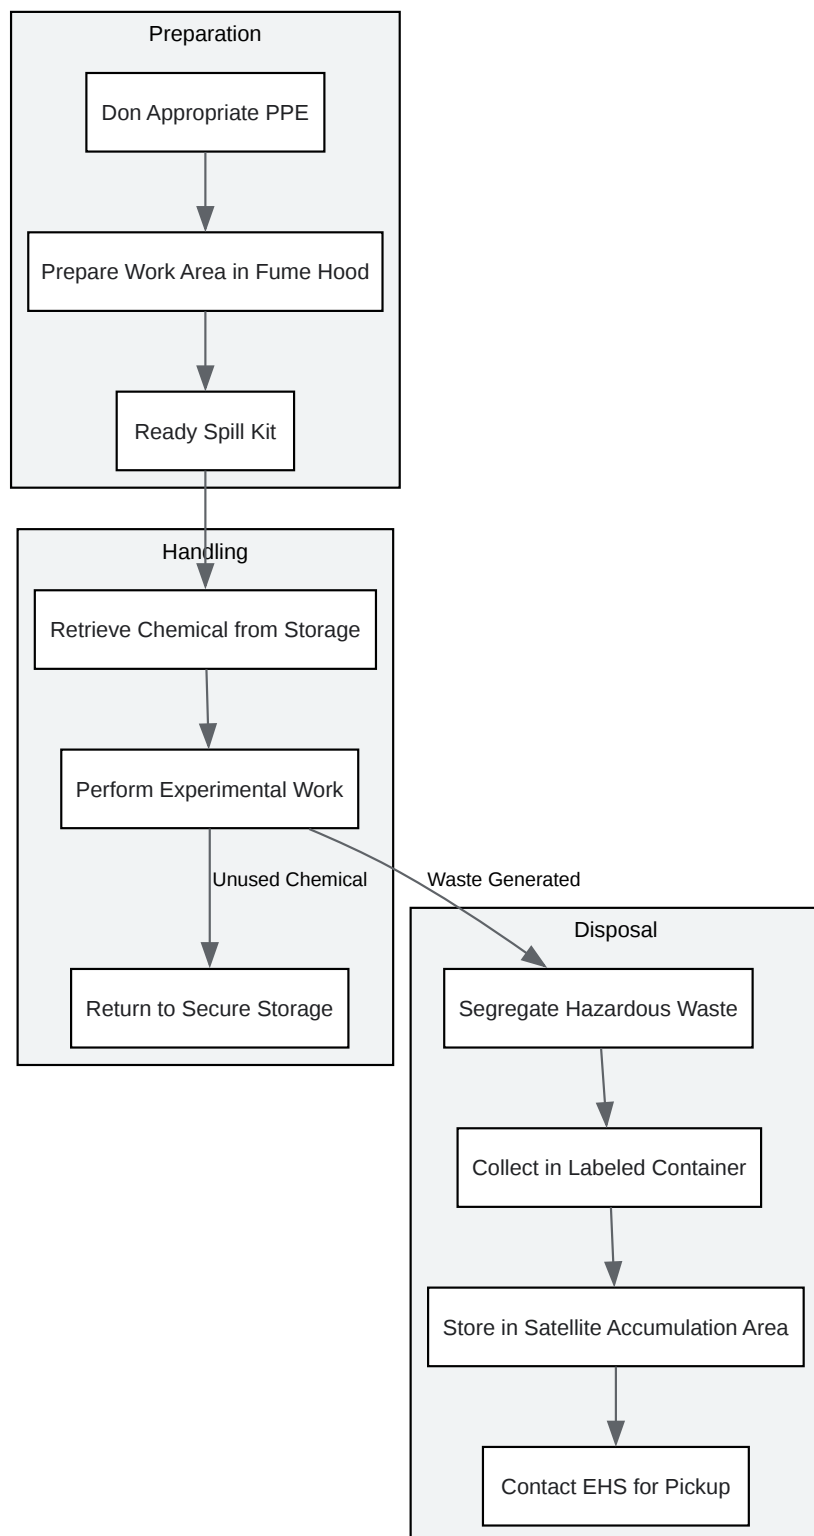 Preparation
Don Appropriate PPE
Prepare Work Area in Fume Hood
Ready Spill Kit
Handling
Retrieve Chemical from Storage
Perform Experimental Work
Unused Chemical
Waste Generated
Return to Secure Storage
Disposal
Segregate Hazardous Waste
Collect in Labeled Container
Store in Satellite Accumulation Area
Contact EHS for Pickup